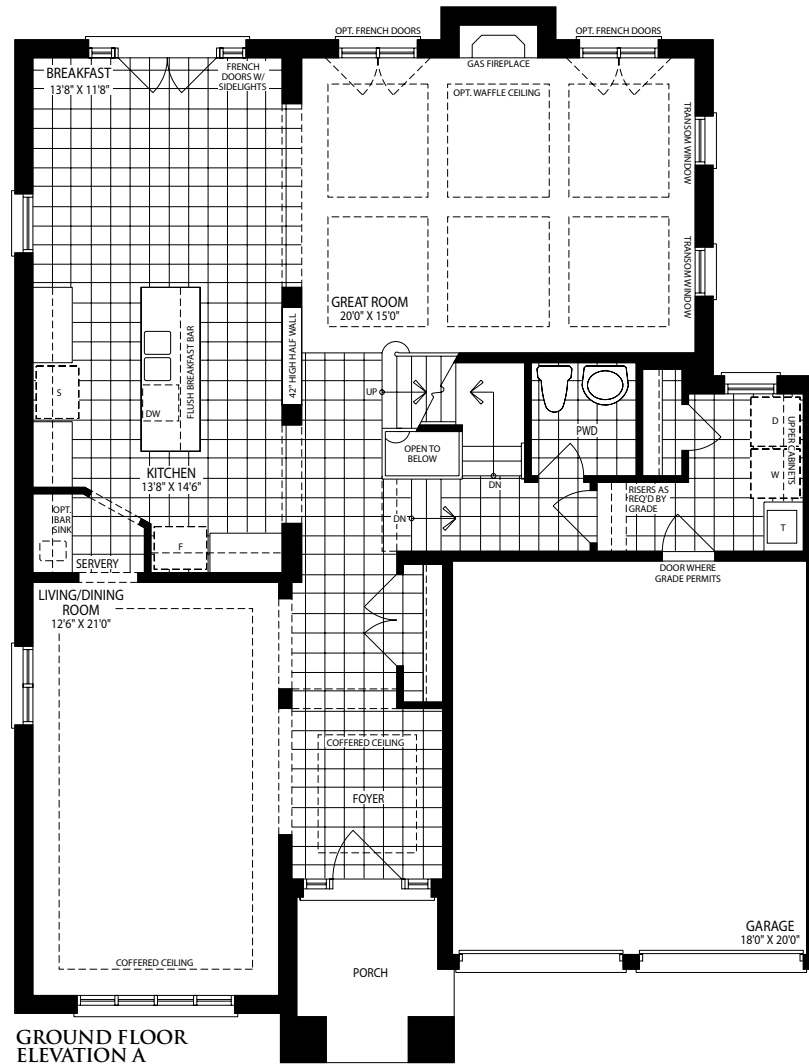 OPT. FRENCH DOORS
OPT. FRENCH DOORS
GAS FIREPLACE
BREAKFAST
13'8" X 11'8"
FRENCH
DOORS W/
SIDELIGHTS
OPT. WAFFLE CEILING
TRANSOM WINDOW
TRANSOM WINDOW
GREAT ROOM
20'0" X 15'0"
42" HIGH HALF WALL
FLUSH BREAKFAST BAR
S
DW
UP
OPEN TO
BELOW
DN
DN
PWD
D
W
UPPER CABINETS
T
RISERS AS
REQ'D BY
GRADE
KITCHEN
13'8" X 14'6"
OPT.
BAR
SINK
F
SERVERY
DOOR WHERE
GRADE PERMITS
LIVING/DINING
ROOM
12'6" X 21'0"
COFFERED CEILING
FOYER
COFFERED CEILING
PORCH
GARAGE
18'0" X 20'0"
GROUND FLOOR
ELEVATION A